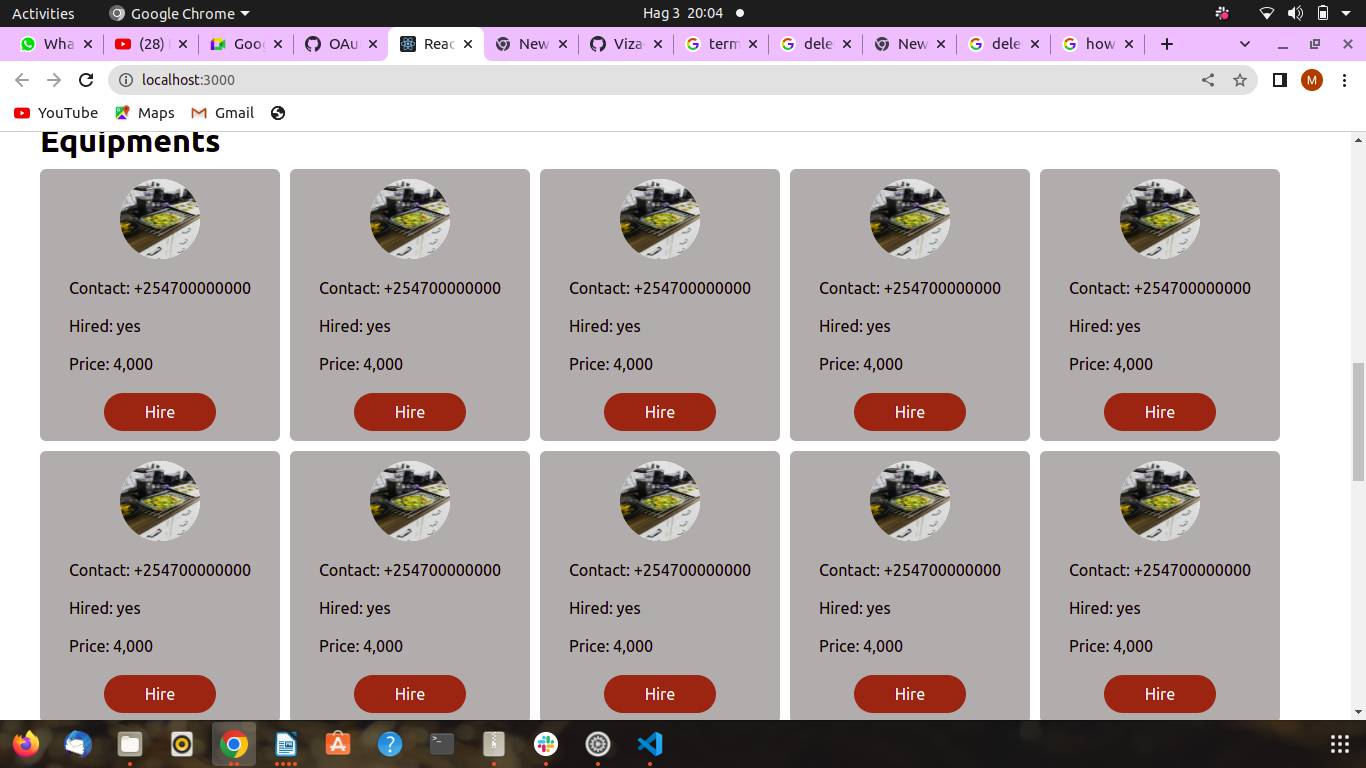 Activities Google Chrome Hag 3 20:04
Wha (28) Goog OAu Reac New Viza- term dele New dele how
localhost:3000
M
YouTube Maps Gmail
Equipments
Contact: +254700000000 Contact: +254700000000 Contact: +254700000000 Contact: +254700000000 Contact: +254700000000
Hired: yes Hired: yes Hired: yes Hired: yes Hired: yes
Price: 4,000 Price: 4,000 Price: 4,000 Price: 4,000 Price: 4,000
Hire Hire Hire Hire Hire
Contact: +254700000000 Contact: +254700000000 Contact: +254700000000 Contact: +254700000000 Contact: +254700000000
Hired: yes Hired: yes Hired: yes Hired: yes Hired: yes
Price: 4,000 Price: 4,000 Price: 4,000 Price: 4,000 Price: 4,000
Hire Hire Hire Hire Hire